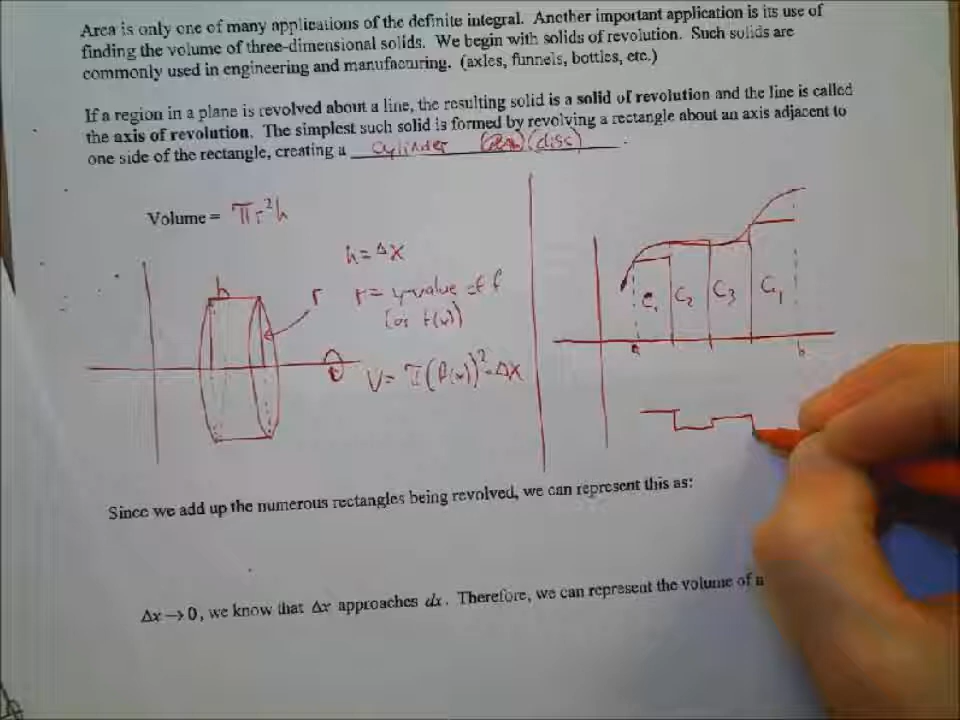 Area is only one of many applications of the definite integral. Another important application is its use of
finding the volume of three-dimensional solids. We begin with solids of revolution. Such solids are
commonly used in engineering and manufacturing. (axles, funnels, bottles, etc.)
If a region in a plane is revolved about a line, the resulting solid is a solid of revolution and the line is called
the axis of revolution. The simplest such solid is formed by revolving a rectangle about an axis adjacent to
one side of the rectangle, creating a cylinder (disc).
Volume = πr²h
h = Δx
r = y-value of f
(or f(x))
V = π(f(x))²·Δx
h
r
C₁ C₂ C₃
a b
Since we add up the numerous rectangles being revolved, we can represent this as:
Δx → 0, we know that Δx approaches dx. Therefore, we can represent the volume of a